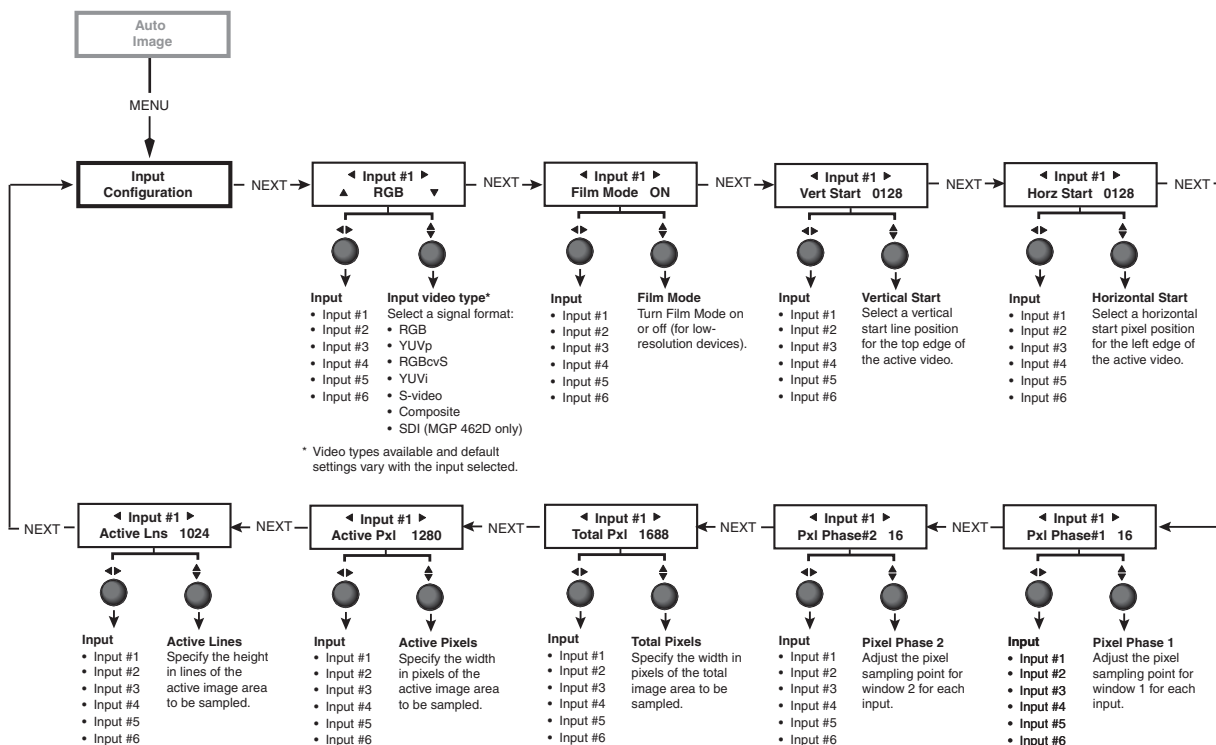 Auto
Image
MENU
Input
Configuration
NEXT
◄ Input #1 ►
▲ RGB ▼
NEXT
◄ Input #1 ►
Film Mode ON
NEXT
◄ Input #1 ►
Vert Start 0128
NEXT
◄ Input #1 ►
Horz Start 0128
NEXT
Input
• Input #1
• Input #2
• Input #3
• Input #4
• Input #5
• Input #6
Input video type*
Select a signal format:
• RGB
• YUVp
• RGBcvS
• YUVi
• S-video
• Composite
• SDI (MGP 462D only)
* Video types available and default
settings vary with the input selected.
Input
• Input #1
• Input #2
• Input #3
• Input #4
• Input #5
• Input #6
Film Mode
Turn Film Mode on
or off (for low-
resolution devices).
Input
• Input #1
• Input #2
• Input #3
• Input #4
• Input #5
• Input #6
Vertical Start
Select a vertical
start line position
for the top edge of
the active video.
Input
• Input #1
• Input #2
• Input #3
• Input #4
• Input #5
• Input #6
Horizontal Start
Select a horizontal
start pixel position
for the left edge of
the active video.
NEXT
◄ Input #1 ►
Active Lns 1024
NEXT
◄ Input #1 ►
Active Pxl 1280
NEXT
◄ Input #1 ►
Total Pxl 1688
NEXT
◄ Input #1 ►
Pxl Phase#2 16
NEXT
◄ Input #1 ►
Pxl Phase#1 16
Input
• Input #1
• Input #2
• Input #3
• Input #4
• Input #5
• Input #6
Active Lines
Specify the height
in lines of the
active image area
to be sampled.
Input
• Input #1
• Input #2
• Input #3
• Input #4
• Input #5
• Input #6
Active Pixels
Specify the width
in pixels of the
active image area
to be sampled.
Input
• Input #1
• Input #2
• Input #3
• Input #4
• Input #5
• Input #6
Total Pixels
Specify the width in
pixels of the total
image area to be
sampled.
Input
• Input #1
• Input #2
• Input #3
• Input #4
• Input #5
• Input #6
Pixel Phase 2
Adjust the pixel
sampling point for
window 2 for each
input.
Input
• Input #1
• Input #2
• Input #3
• Input #4
• Input #5
• Input #6
Pixel Phase 1
Adjust the pixel
sampling point for
window 1 for each
input.